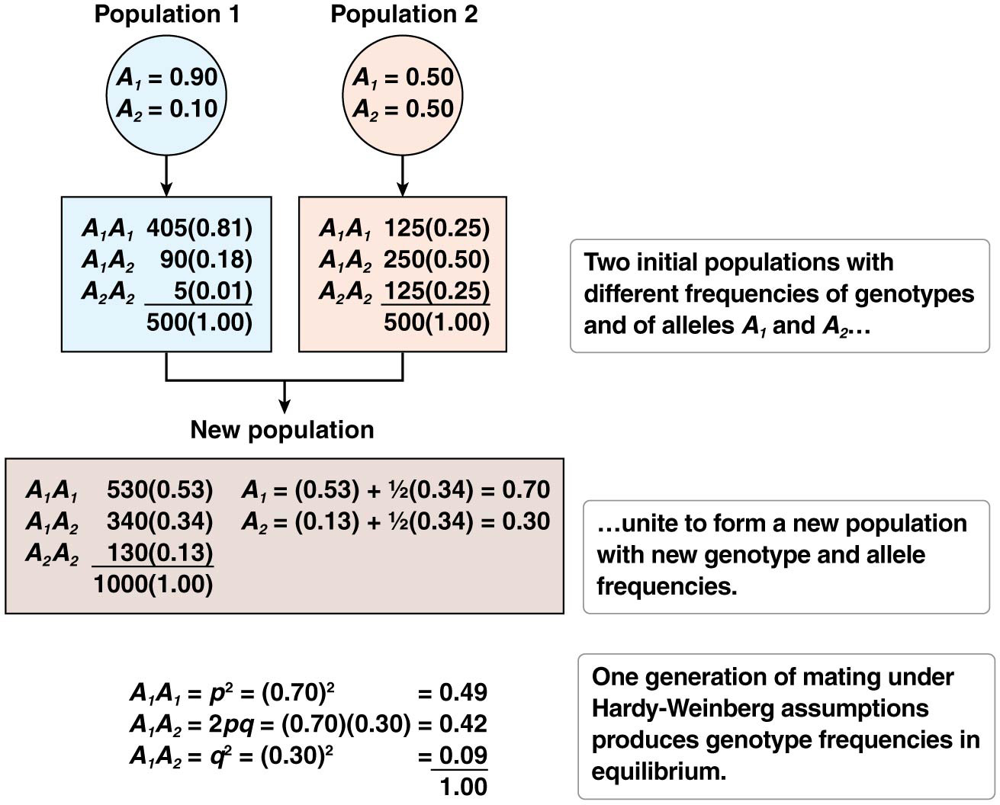 Population 1
Population 2
A₁ = 0.90
A₂ = 0.10
A₁ = 0.50
A₂ = 0.50
A₁A₁ 405(0.81)
A₁A₂ 90(0.18)
A₂A₂ 5(0.01)
500(1.00)
A₁A₁ 125(0.25)
A₁A₂ 250(0.50)
A₂A₂ 125(0.25)
500(1.00)
Two initial populations with
different frequencies of genotypes
and of alleles A₁ and A₂…
New population
A₁A₁ 530(0.53)
A₁A₂ 340(0.34)
A₂A₂ 130(0.13)
1000(1.00)
A₁ = (0.53) + ½(0.34) = 0.70
A₂ = (0.13) + ½(0.34) = 0.30
…unite to form a new population
with new genotype and allele
frequencies.
A₁A₁ = p² = (0.70)² = 0.49
A₁A₂ = 2pq = (0.70)(0.30) = 0.42
A₁A₂ = q² = (0.30)² = 0.09
1.00
One generation of mating under
Hardy-Weinberg assumptions
produces genotype frequencies in
equilibrium.